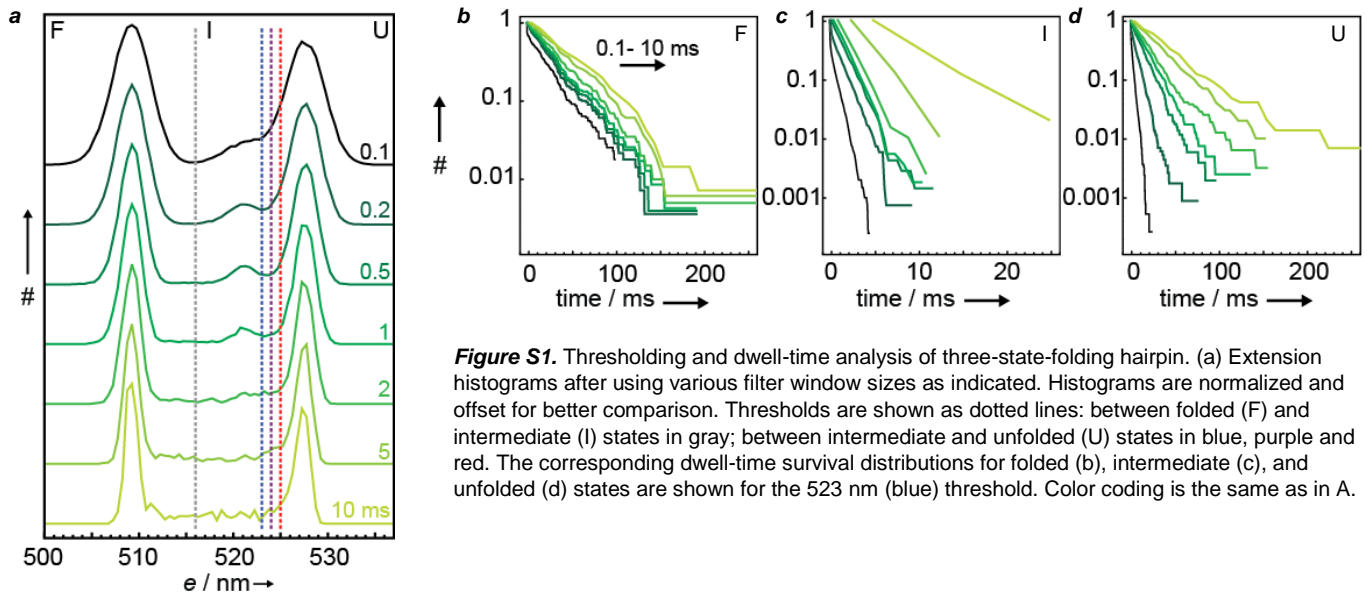 a
F
I
U
0.1
0.2
0.5
1
2
5
10 ms
#
500
510
520
530
e / nm
b
F
0.1- 10 ms
1
0.1
0.01
#
0
100
200
time / ms
c
I
1
0.1
0.01
0.001
0
10
20
time / ms
d
U
1
0.1
0.01
0.001
0
100
200
time / ms
Figure S1. Thresholding and dwell-time analysis of three-state-folding hairpin. (a) Extension
histograms after using various filter window sizes as indicated. Histograms are normalized and
offset for better comparison. Thresholds are shown as dotted lines: between folded (F) and
intermediate (I) states in gray; between intermediate and unfolded (U) states in blue, purple and
red. The corresponding dwell-time survival distributions for folded (b), intermediate (c), and
unfolded (d) states are shown for the 523 nm (blue) threshold. Color coding is the same as in A.